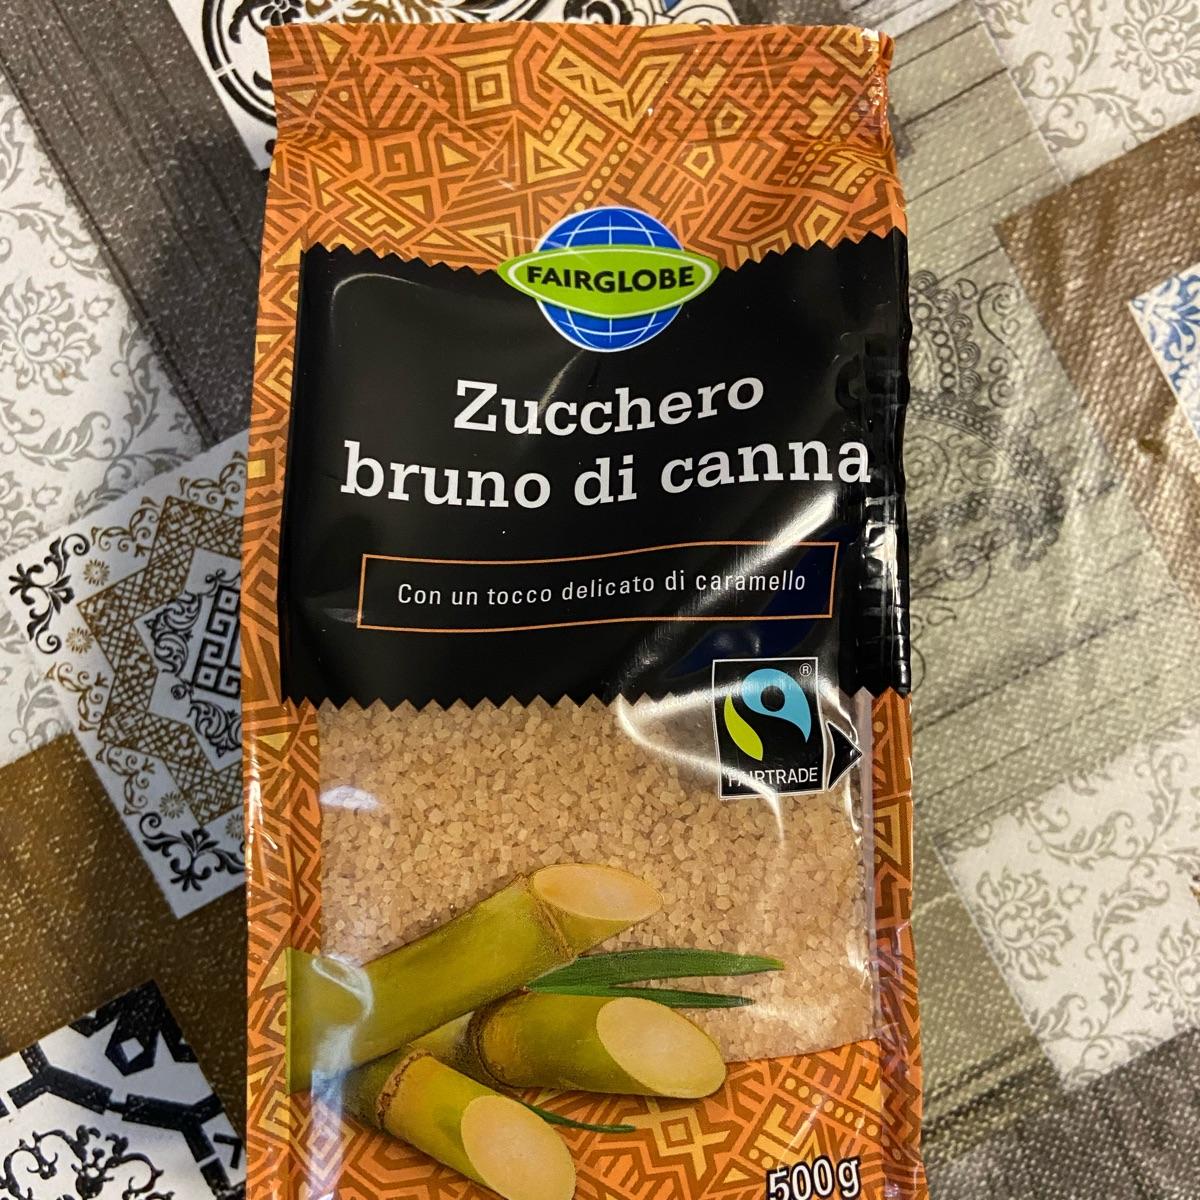 FAIRGLOBE
Zucchero
bruno di canna
Con un tocco delicato di caramello
®
FAIRTRADE
500g